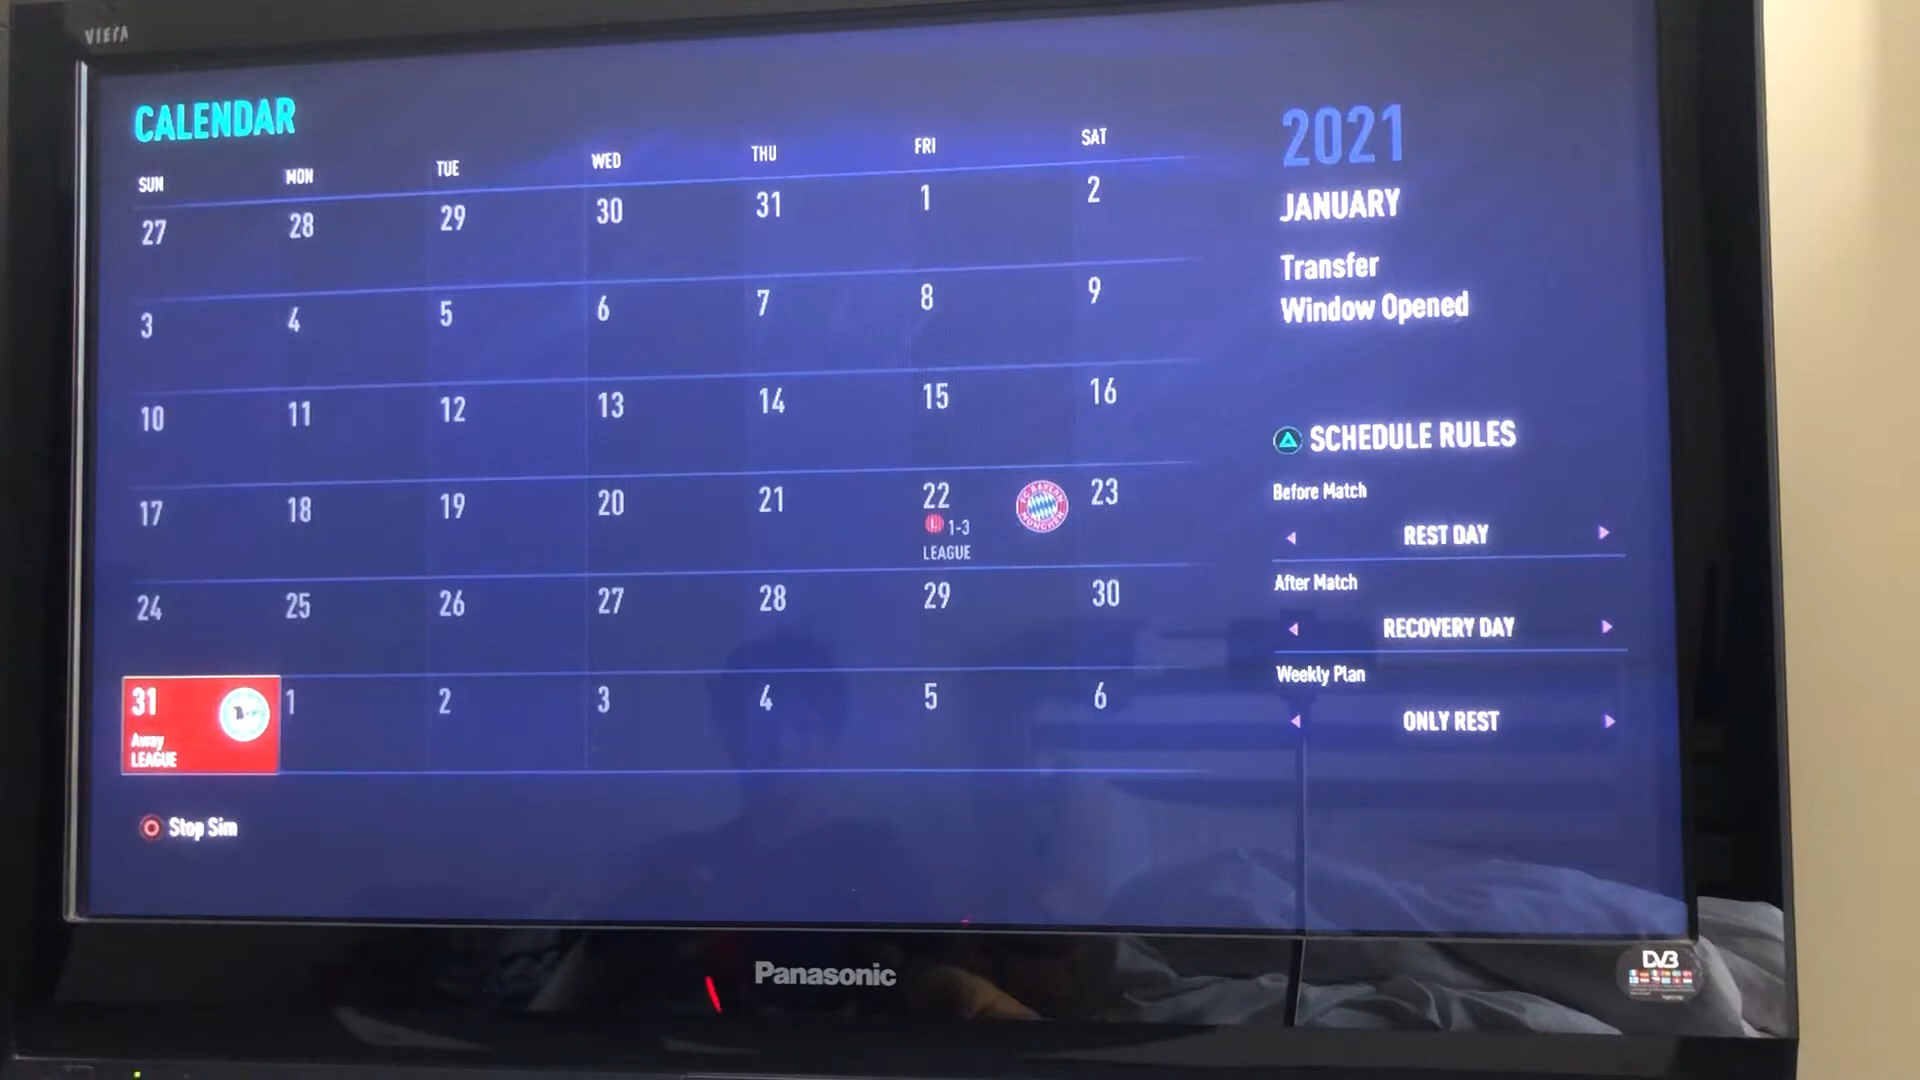 VIErA
CALENDAR
SUN MON TUE WED THU FRI SAT
27 28 29 30 31 1 2
3 4 5 6 7 8 9
10 11 12 13 14 15 16
17 18 19 20 21 22 23
L 1-3
LEAGUE
FC BAYERN
MÜNCHEN
24 25 26 27 28 29 30
31 1 2 3 4 5 6
Away
LEAGUE
Stop Sim
2021
JANUARY
Transfer
Window Opened
SCHEDULE RULES
Before Match
REST DAY
After Match
RECOVERY DAY
Weekly Plan
ONLY REST
Panasonic
DVB